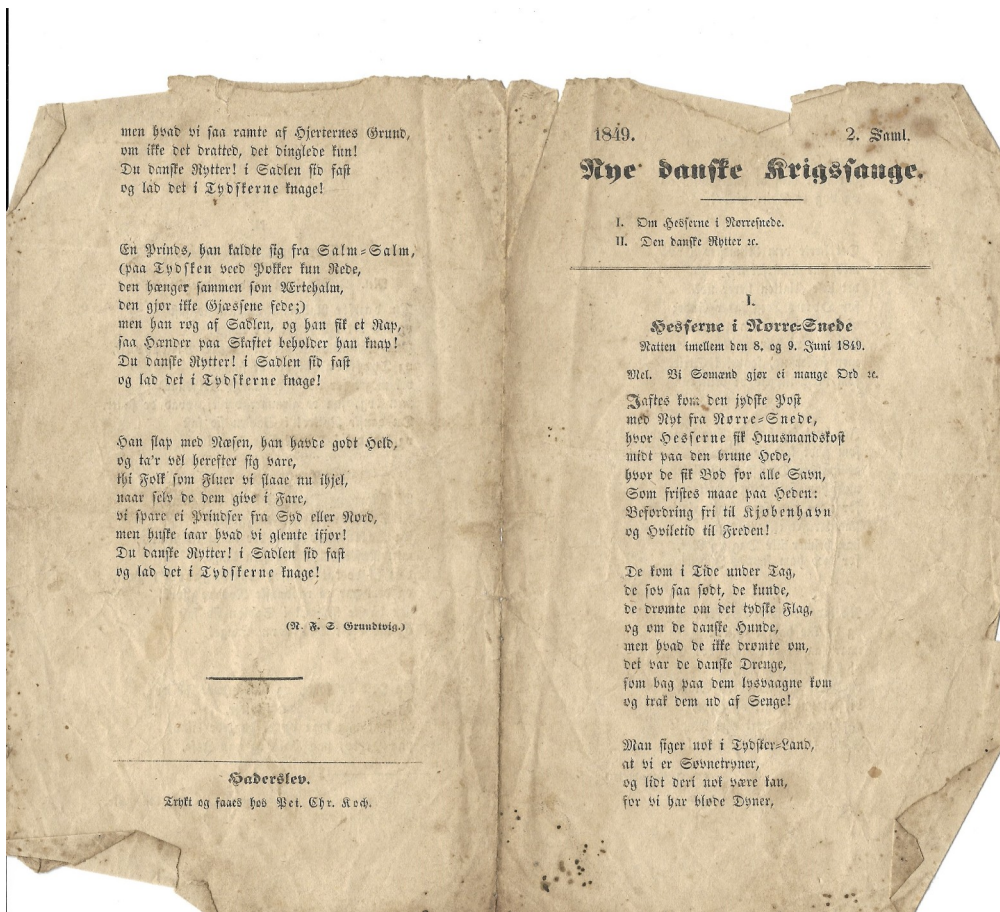 men hvad vi saa ramte af Hjerternes Grund,
om ikke det dratted, det dinglede kun!
Du danske Rytter! i Sadlen sid fast
og lad det i Tydskerne knage!
En Prinds, han kaldte sig fra Salm-Salm,
(paa Tydsken veed Pokker kun Rede,
den hænger sammen som Ærtehalm,
den gjør ikke Gjæssene fede;)
men han røg af Sadlen, og han fik et Rap,
saa Hænder paa Skaftet beholder han knap!
Du danske Rytter! i Sadlen sid fast
og lad det i Tydskerne knage!
Han slap med Næsen, han havde godt Held,
og ta'r vel herefter sig vare,
thi Folk som Fluer vi slaae nu ihjel,
naar selv de dem give i Fare,
vi spare ei Prindser fra Syd eller Nord,
men huske iaar hvad vi glemte ifjor!
Du danske Rytter! i Sadlen sid fast
og lad det i Tydskerne knage!
(N. F. S. Grundtvig.)
Haderslev.
Trykt og faaes hos Pet. Chr. Koch.
1849. 2. Saml.
Nye danske Krigssange.
I. Om Hesserne i Nørresnede.
II. Den danske Rytter ꝛc.
I.
Hesserne i Nørre-Snede
Natten imellem den 8. og 9. Juni 1849.
Mel. Vi Sømænd gjør ei mange Ord ꝛc.
Jaftes kom den jydske Post
med Nyt fra Nørre-Snede,
hvor Hesserne fik Huusmandskost
midt paa den brune Hede,
hvor de fik Bod for alle Savn,
Som fristes maae paa Heden:
Befordring fri til Kjøbenhavn
og Hviletid til Freden!
De kom i Tide under Tag,
de sov saa sødt, de kunde,
de drømte om det tydske Flag,
og om de danske Hunde,
men hvad de ikke drømte om,
det var de danske Drenge,
som bag paa dem lysvaagne kom
og trak dem ud af Senge!
Man siger nok i Tydsker-Land,
at vi er Søvnetryner,
og lidt deri nok være kan,
for vi har bløde Dyner,